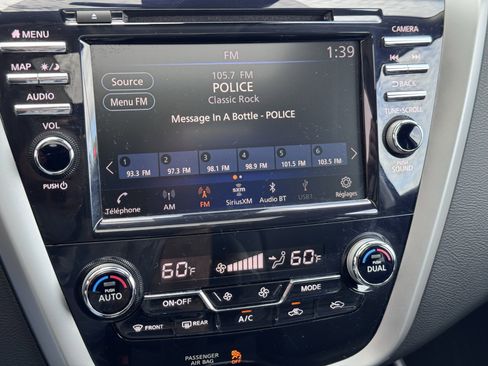 MENU
FM
1:39
CAMERA
MAP
Source
105.7 FM
POLICE
Classic Rock
Menu FM
Message In A Bottle - POLICE
AUDIO
BACK
VOL
TUNE•SCROLL
PUSH
PUSH SOUND
1 2 3 4 5 6
93.3 FM 97.3 FM 98.1 FM 98.9 FM 101.5 FM 103.5 FM
Téléphone AM FM SiriusXM Audio BT USB1 Réglages
60°F
60°F
AUTO
DUAL
ON-OFF
MODE
FRONT
REAR
A/C
PASSENGER
AIR BAG
OFF